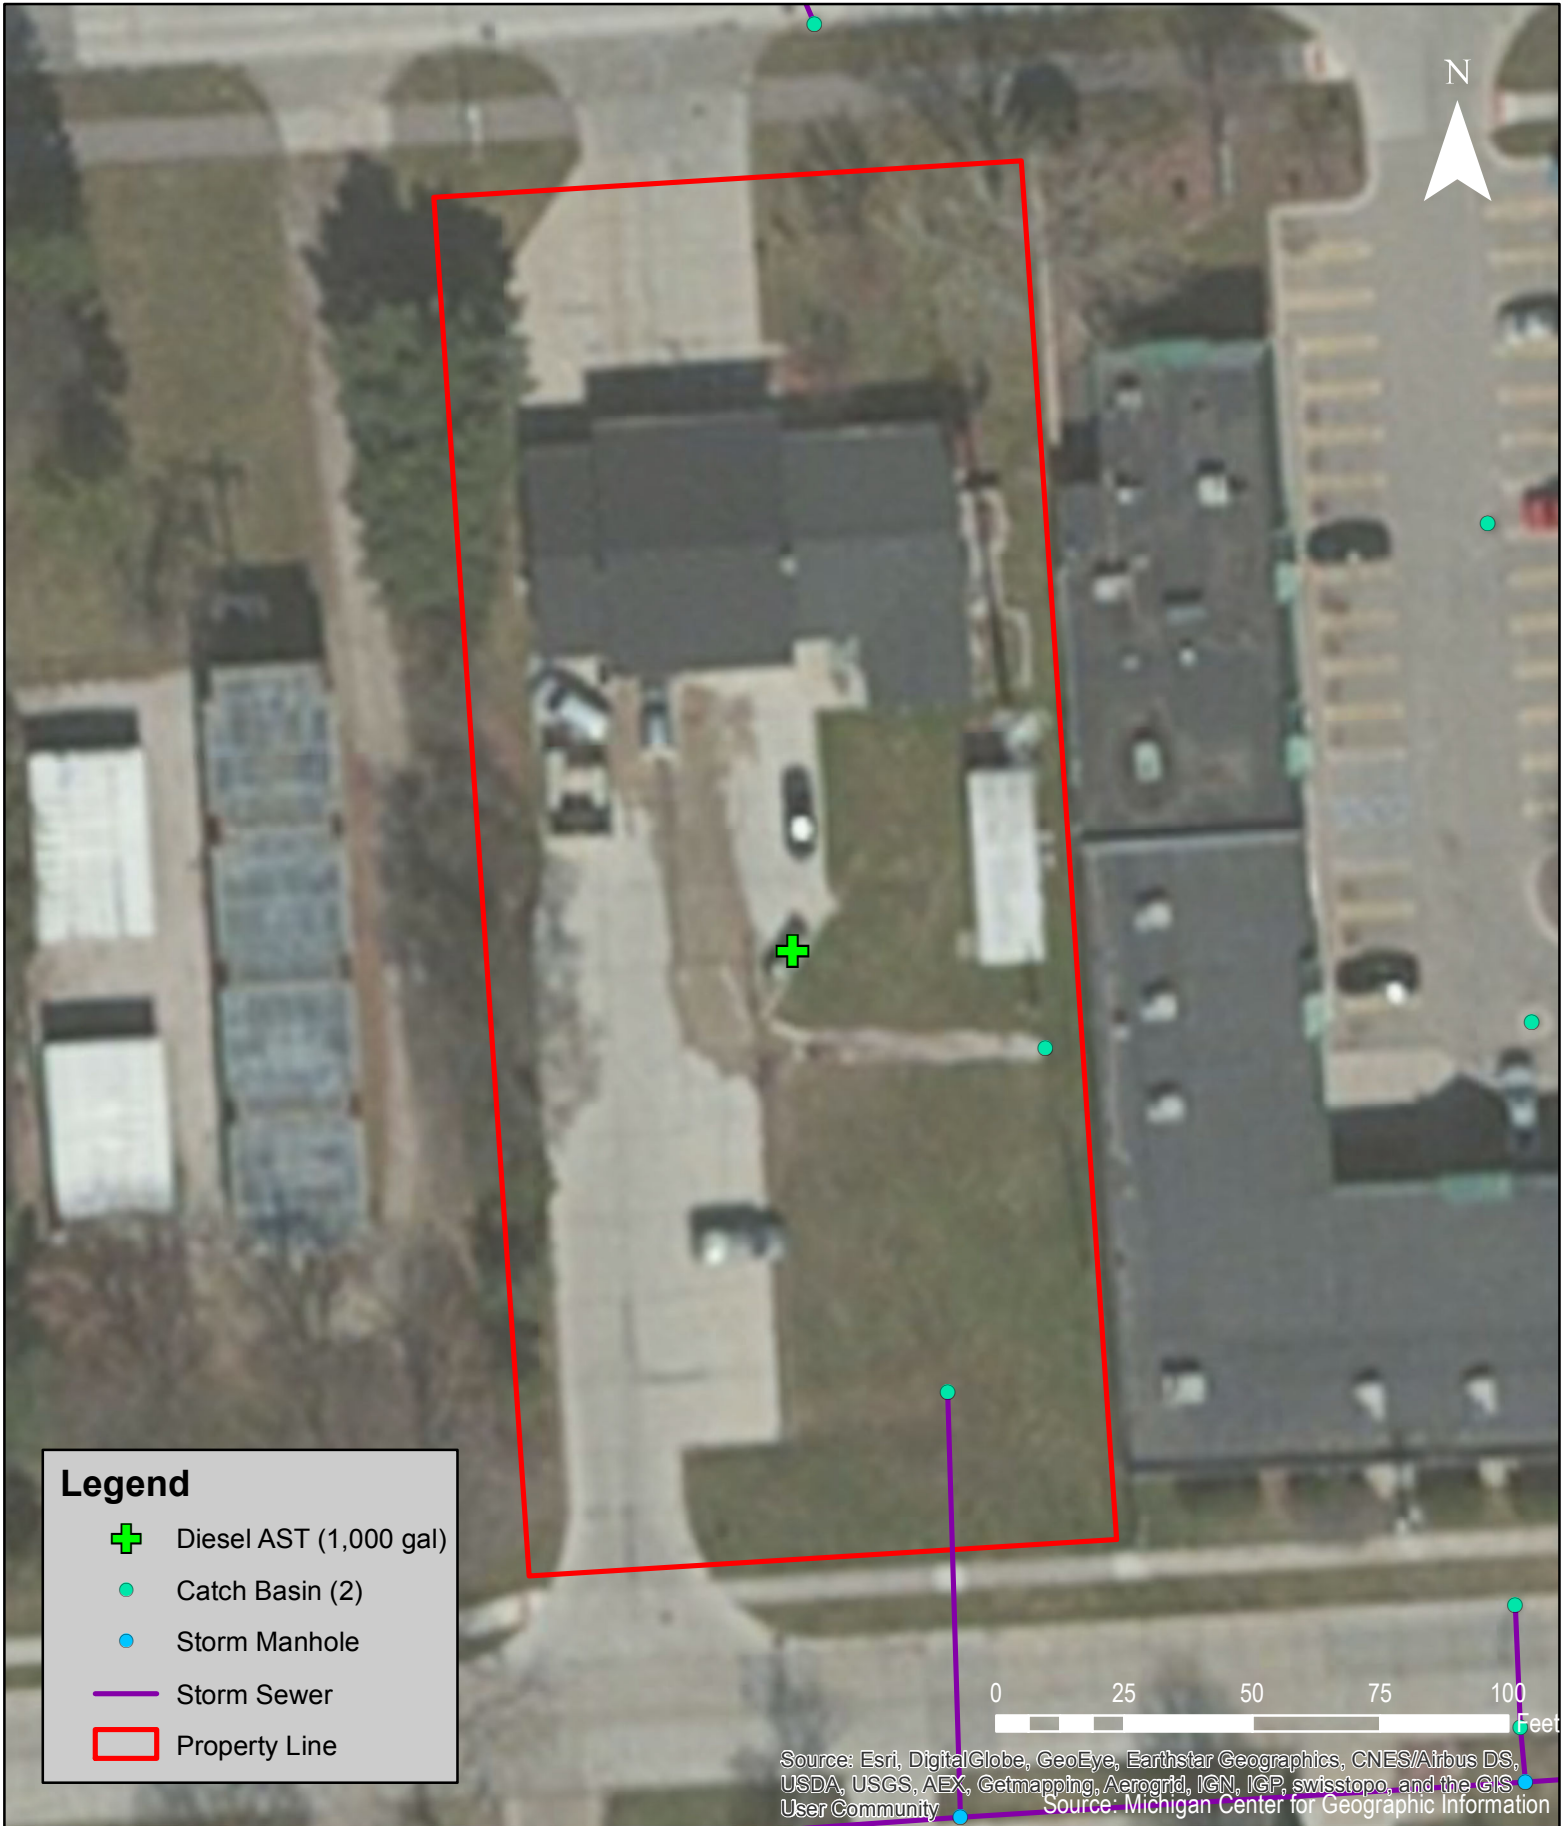 N
Legend
Diesel AST (1,000 gal)
Catch Basin (2)
Storm Manhole
Storm Sewer
Property Line
0 25 50 75 100
Feet
Source: Esri, DigitalGlobe, GeoEye, Earthstar Geographics, CNES/Airbus DS,
USDA, USGS, AEX, Getmapping, Aerogrid, IGN, IGP, swisstopo, and the GIS
User Community
Source: Michigan Center for Geographic Information